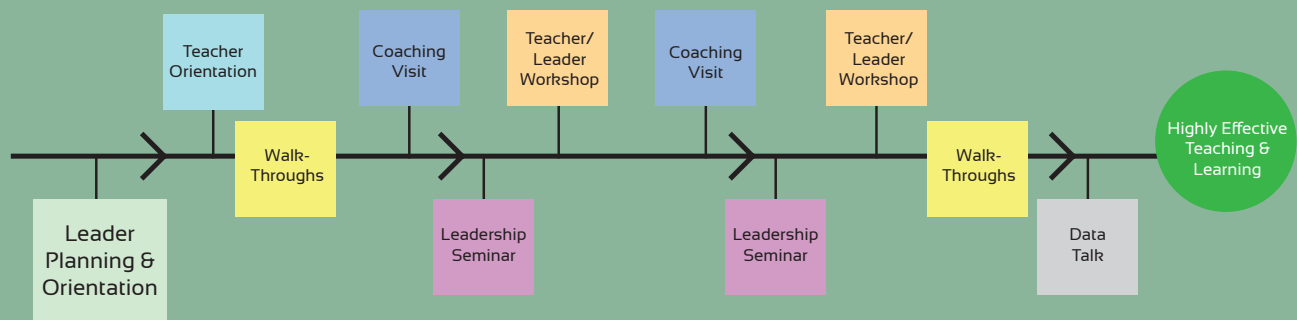 Leader
Planning &
Orientation
Teacher
Orientation
Walk-
Throughs
Coaching
Visit
Leadership
Seminar
Teacher/
Leader
Workshop
Coaching
Visit
Leadership
Seminar
Teacher/
Leader
Workshop
Walk-
Throughs
Data
Talk
Highly Effective
Teaching &
Learning